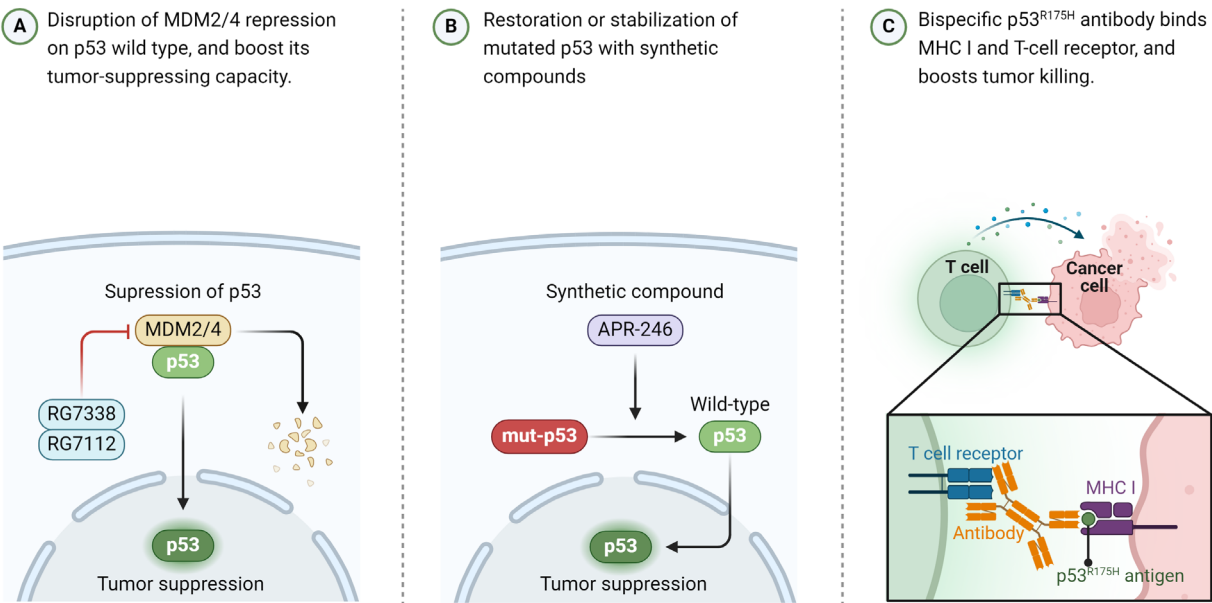 A
Disruption of MDM2/4 repression
on p53 wild type, and boost its
tumor-suppressing capacity.
Supression of p53
MDM2/4
p53
RG7338
RG7112
p53
Tumor suppression
B
Restoration or stabilization of
mutated p53 with synthetic
compounds
Synthetic compound
APR-246
Wild-type
mut-p53
p53
p53
Tumor suppression
C
Bispecific p53R175H antibody binds
MHC I and T-cell receptor, and
boosts tumor killing.
T cell
Cancer
cell
T cell receptor
MHC I
Antibody
p53R175H antigen